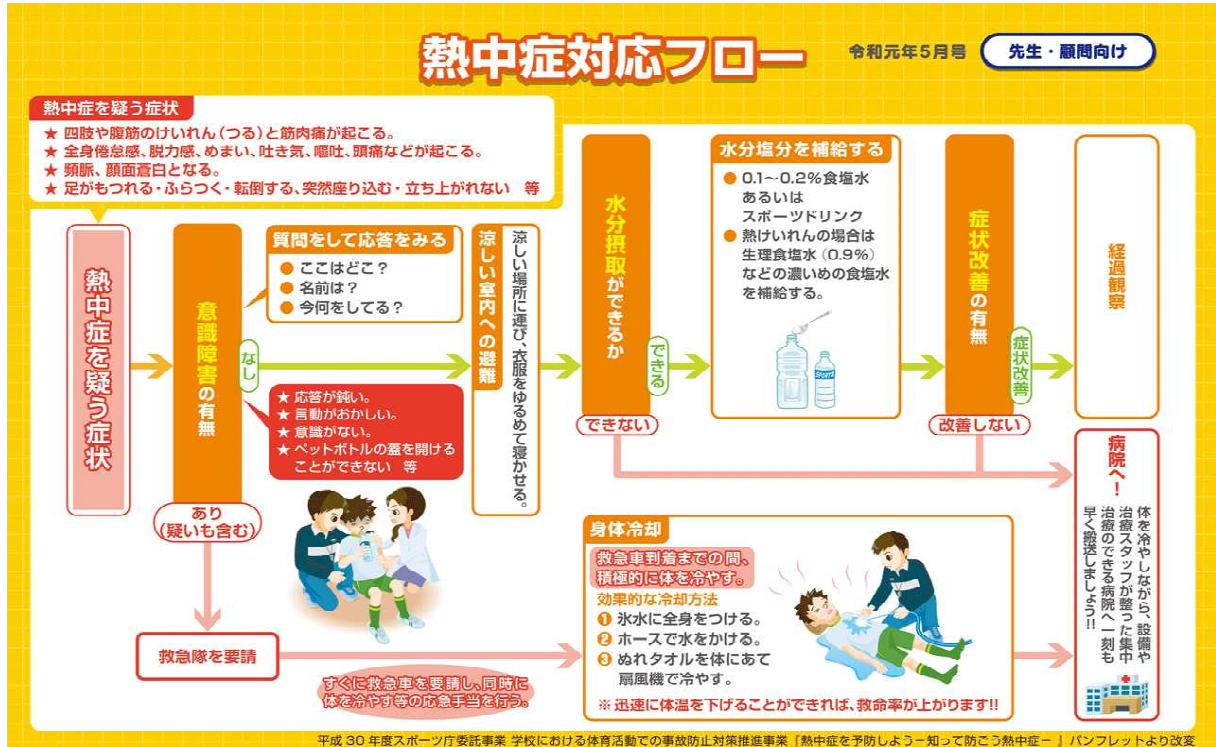 熱中症対応フロー
令和元年5月号
先生・顧問向け
熱中症を疑う症状
★ 四肢や腹筋のけいれん（つる）と筋肉痛が起こる。
★ 全身倦怠感、脱力感、めまい、吐き気、嘔吐、頭痛などが起こる。
★ 頻脈、顔面蒼白となる。
★ 足がもつれる・ふらつく・転倒する、突然座り込む・立ち上がれない　等
熱中症を疑う症状
意識障害の有無
質問をして応答をみる
● ここはどこ？
● 名前は？
● 今何をしてる？
なし
★ 応答が鈍い。
★ 言動がおかしい。
★ 意識がない。
★ ペットボトルの蓋を開ける
ことができない　等
あり
（疑いも含む）
涼しい室内への避難
涼しい場所に運び、衣服をゆるめて寝かせる。
水分摂取ができるか
できる
できない
水分塩分を補給する
● 0.1～0.2％食塩水
あるいは
スポーツドリンク
● 熱けいれんの場合は
生理食塩水（0.9％）
などの濃いめの食塩水
を補給する。
SPORTS
症状改善の有無
症状改善
改善しない
経過観察
病院へ！
体を冷やしながら、設備や
治療スタッフが整った集中
治療のできる病院へ一刻も
早く搬送しましょう!!
救急隊を要請
すぐに救急車を要請し、同時に
体を冷やす等の応急手当を行う。
身体冷却
救急車到着までの間、
積極的に体を冷やす。
効果的な冷却方法
❶ 氷水に全身をつける。
❷ ホースで水をかける。
❸ ぬれタオルを体にあて
扇風機で冷やす。
※ 迅速に体温を下げることができれば、救命率が上がります!!
平成30年度スポーツ庁委託事業 学校における体育活動での事故防止対策推進事業「熱中症を予防しよう－知って防ごう熱中症－」パンフレットより改変